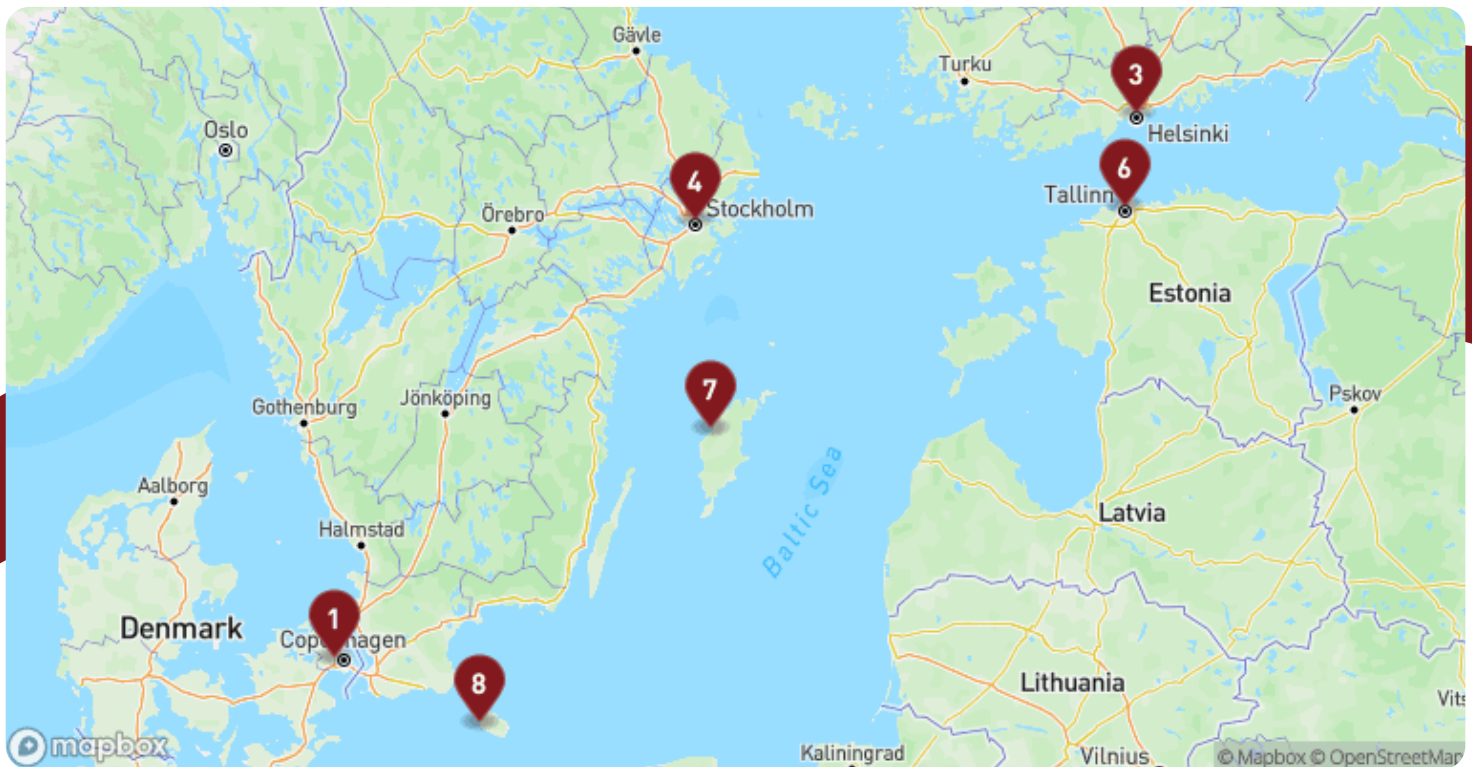 Gävle
Turku
3
Oslo
Helsinki
6
4
Tallinn
Örebro
Stockholm
Estonia
7
Jönköping
Gothenburg
Pskov
Aalborg
Baltic Sea
Latvia
Halmstad
1
Denmark
Copenhagen
8
Lithuania
Vits
mapbox
Kaliningrad
Vilnius
© Mapbox © OpenStreetMap